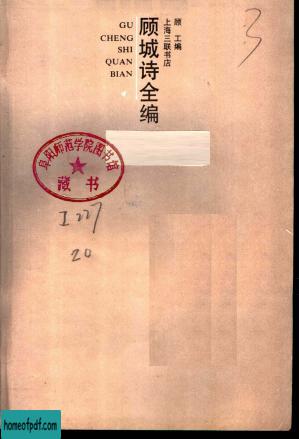 GU
CHENG
SHI
QUAN
BIAN
顾城诗全编
顾工编
上海三联书店
3
阜阳师范学院图书馆
藏书
I227
20
homeofpdf.com